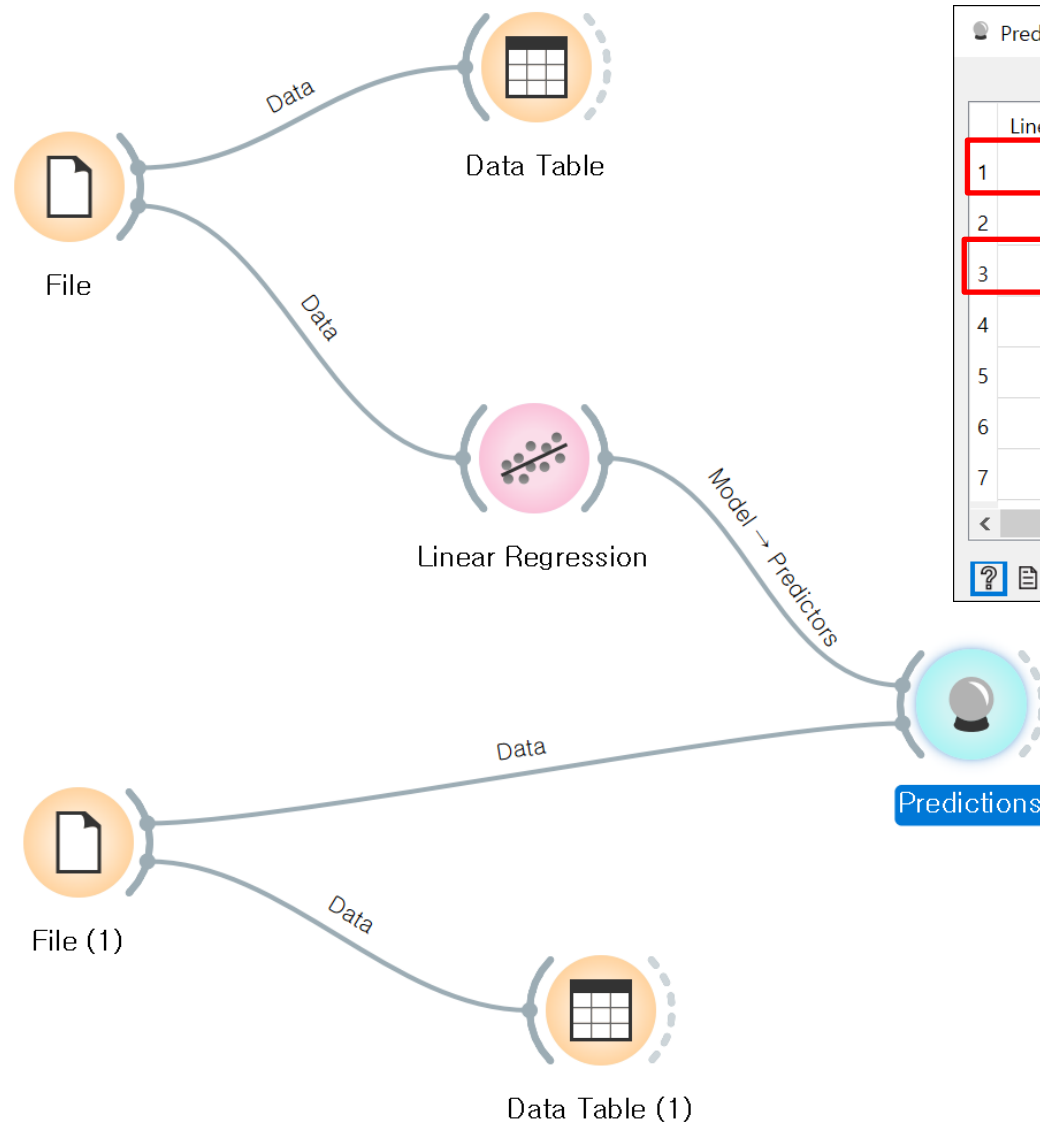 Data
Data Table
File
Data
Linear Regression
Model → Predictors
Data
Predictions
File (1)
Data
Data Table (1)
1
2
3
4
5
6
7
<
?